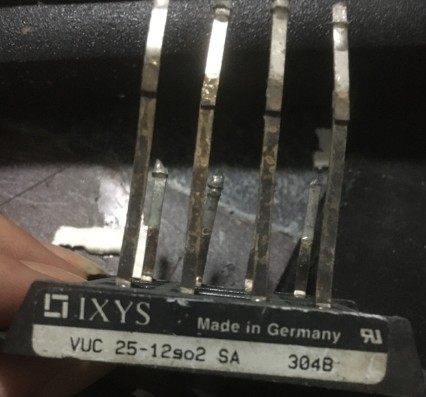 IXYS Made in Germany
VUC 25-12go2 SA 304B